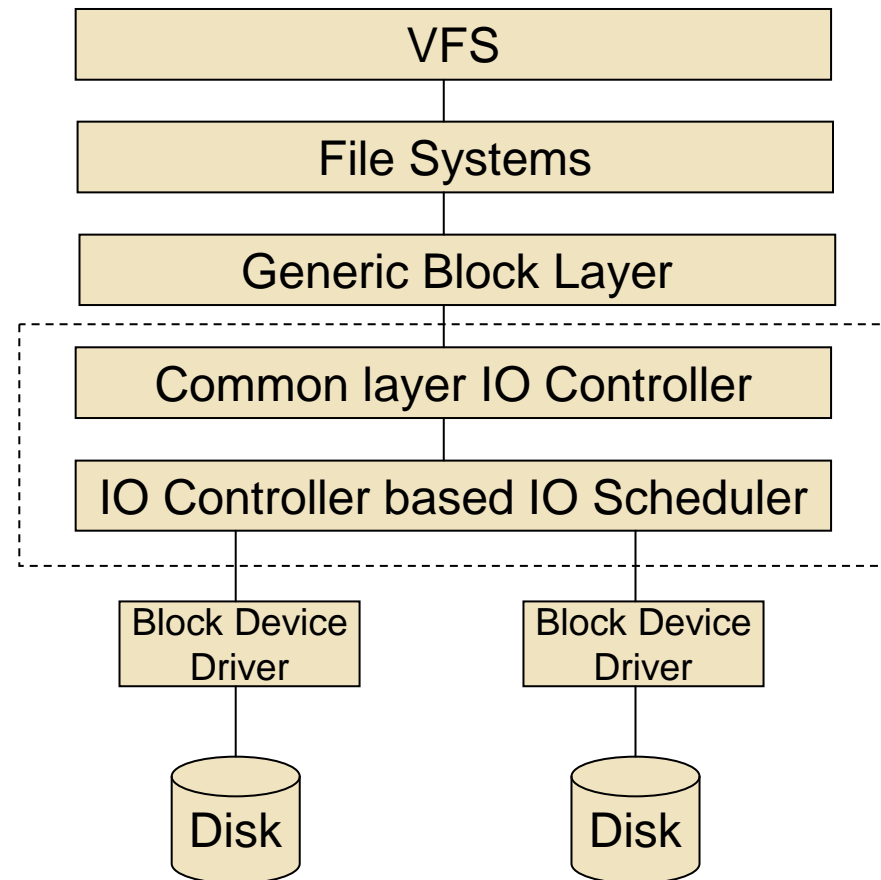 VFS
File Systems
Generic Block Layer
Common layer IO Controller
IO Controller based IO Scheduler
Block Device
Driver
Block Device
Driver
Disk
Disk